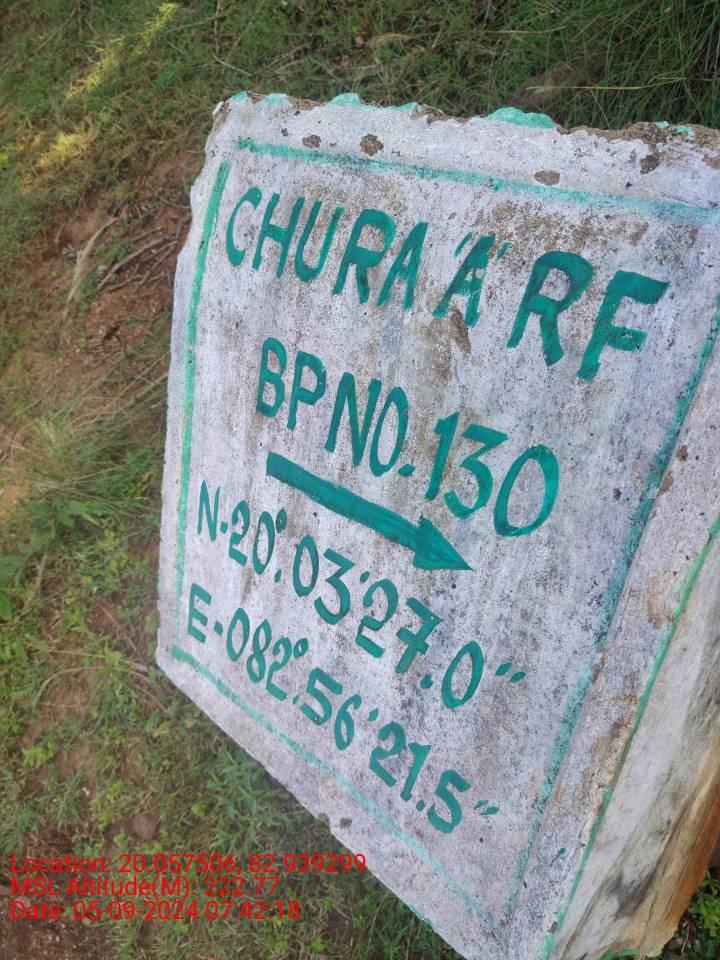 CHURA "A" RF
BP NO. 130
N-20°.03'27.0"
E-082°.56'21.5"
Location: 20.057506, 82.939299
MSL Altitude(M): 222.77
Date: 05-09-2024 07:42:18